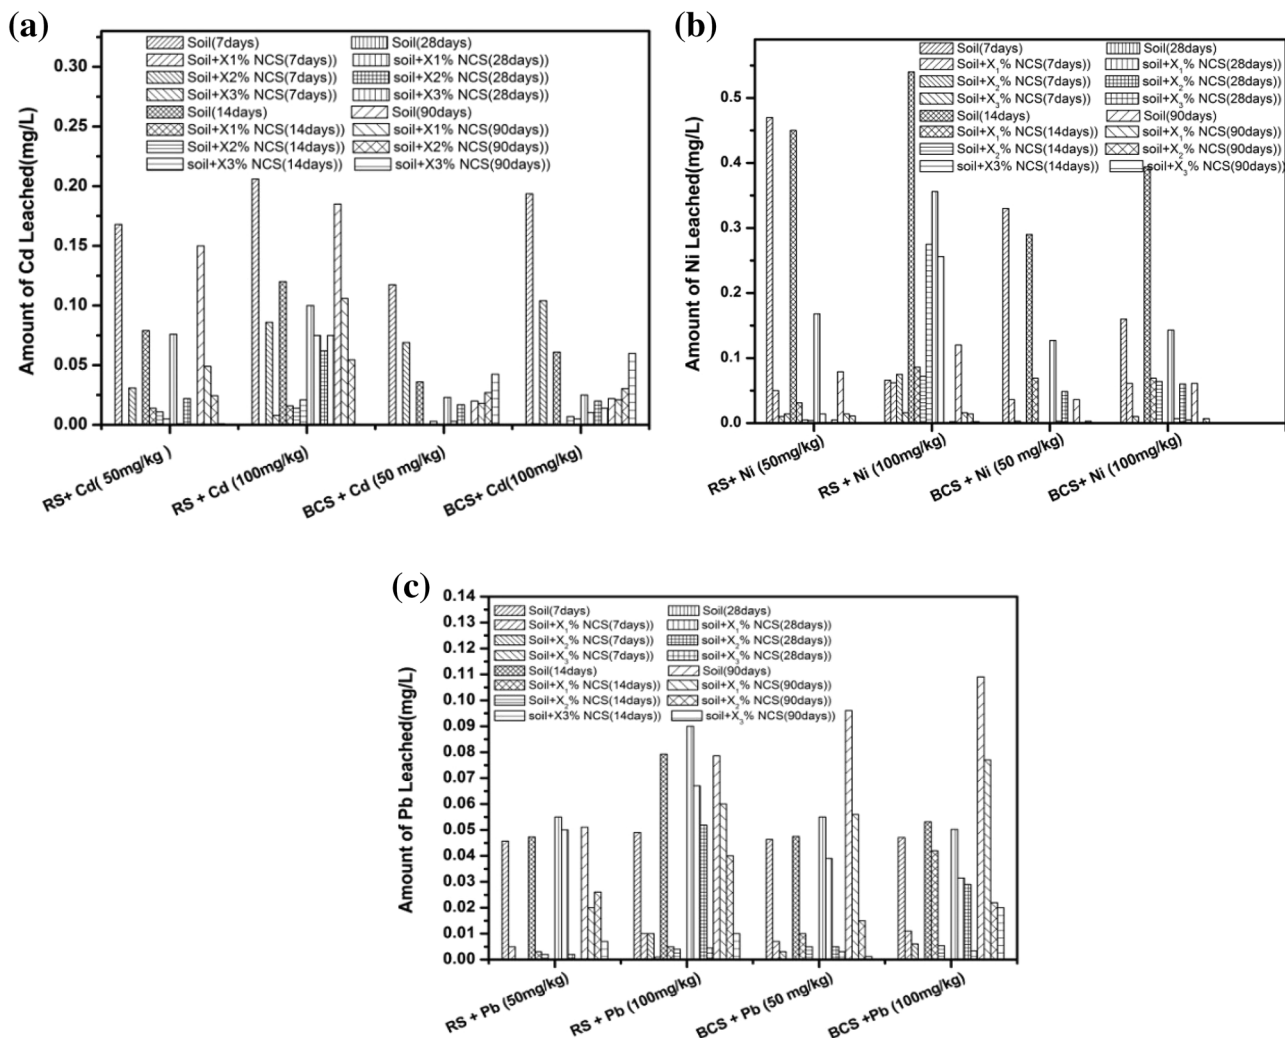 (a)
Amount of Cd Leached(mg/L)
0.30
0.25
0.20
0.15
0.10
0.05
0.00
Soil(7days)
Soil+X1% NCS(7days))
Soil+X2% NCS(7days))
Soil+X3% NCS(7days))
Soil(14days)
Soil+X1% NCS(14days))
Soil+X2% NCS(14days))
soil+X3% NCS(14days))
Soil(28days)
soil+X1% NCS(28days))
soil+X2% NCS(28days))
soil+X3% NCS(28days))
Soil(90days)
soil+X1% NCS(90days))
soil+X2% NCS(90days))
soil+X3% NCS(90days))
RS+ Cd( 50mg/kg )
RS + Cd (100mg/kg)
BCS + Cd (50 mg/kg)
BCS+ Cd(100mg/kg)
(b)
Amount of Ni Leached(mg/L)
0.5
0.4
0.3
0.2
0.1
0.0
Soil(7days)
Soil+X₁% NCS(7days))
Soil+X₂% NCS(7days))
Soil+X₃% NCS(7days))
Soil(14days)
Soil+X₁% NCS(14days))
Soil+X₂% NCS(14days))
soil+X3% NCS(14days))
Soil(28days)
soil+X₁% NCS(28days))
soil+X₂% NCS(28days))
soil+X₃% NCS(28days))
Soil(90days)
soil+X₁% NCS(90days))
soil+X₂% NCS(90days))
soil+X₃% NCS(90days))
RS+ Ni (50mg/kg)
RS + Ni (100mg/kg)
BCS + Ni (50 mg/kg)
BCS+ Ni (100mg/kg)
(c)
Amount of Pb Leached(mg/L)
0.14
0.13
0.12
0.11
0.10
0.09
0.08
0.07
0.06
0.05
0.04
0.03
0.02
0.01
0.00
Soil(7days)
Soil+X₁% NCS(7days))
Soil+X₂% NCS(7days))
Soil+X₃% NCS(7days))
Soil(14days)
Soil+X₁% NCS(14days))
Soil+X₂% NCS(14days))
soil+X3% NCS(14days))
Soil(28days)
soil+X₁% NCS(28days))
soil+X₂% NCS(28days))
soil+X₃% NCS(28days))
Soil(90days)
soil+X₁% NCS(90days))
soil+X₂% NCS(90days))
soil+X₃% NCS(90days))
RS + Pb (50mg/kg)
RS + Pb (100mg/kg)
BCS + Pb (50 mg/kg)
BCS +Pb (100mg/kg)